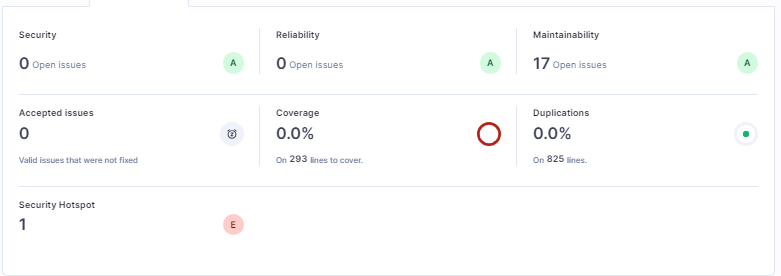 Security
0 Open issues A
Reliability
0 Open issues A
Maintainability
17 Open issues A
Accepted issues
0
Valid issues that were not fixed
Coverage
0.0%
On 293 lines to cover.
Duplications
0.0%
On 825 lines.
Security Hotspot
1 E